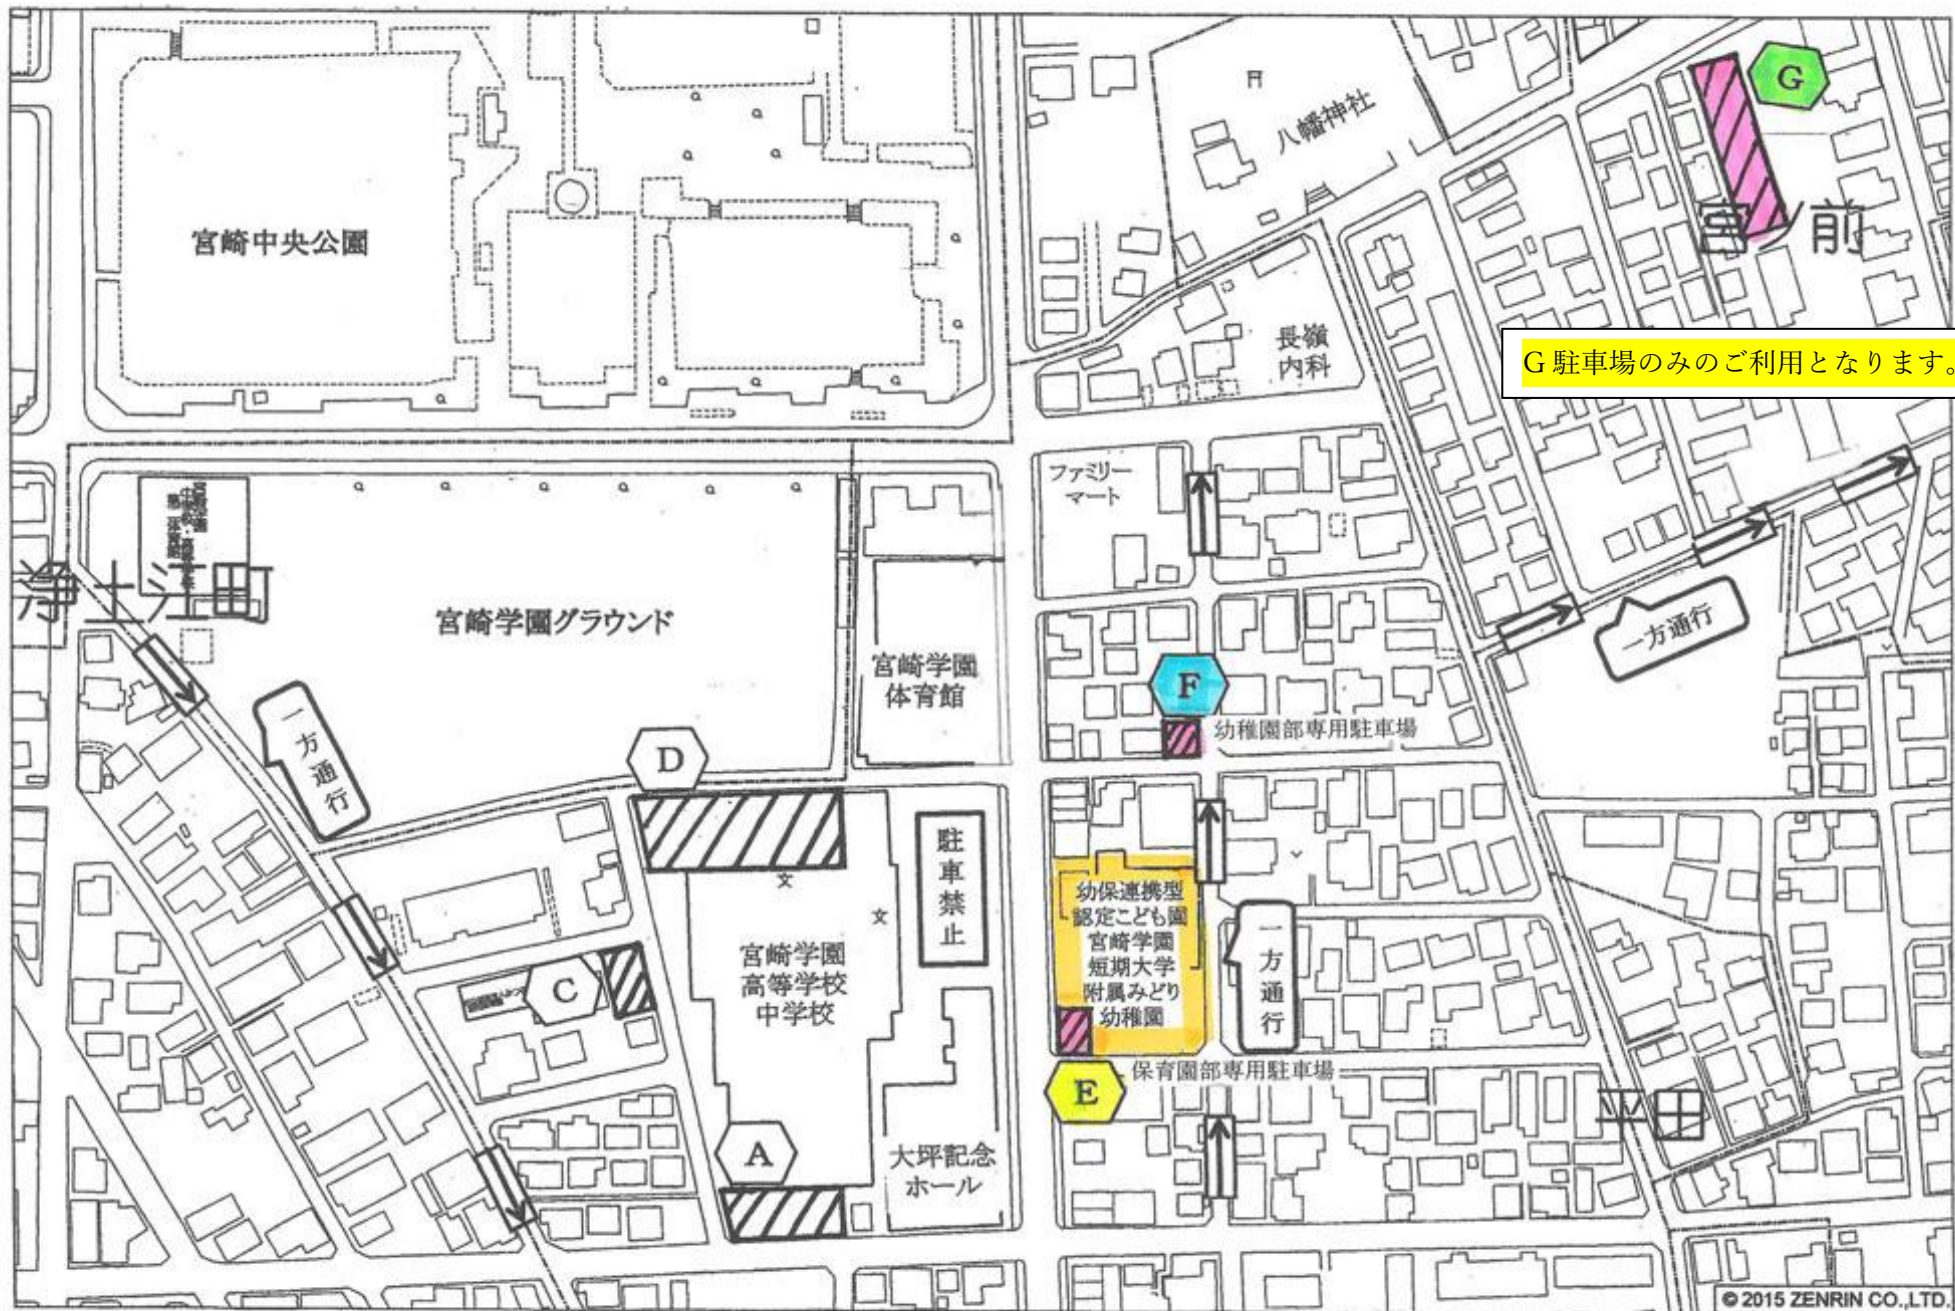 G
八幡神社
宮崎中央公園
宮ノ前
長嶺
内科
G駐車場のみのご利用となります。
ファミリー
マート
浄土江町
宮崎学園グラウンド
宮崎学園
体育館
一方通行
F
幼稚園部専用駐車場
一方通行
D
駐車禁止
文
文
幼保連携型
認定こども園
宮崎学園
短期大学
附属みどり
幼稚園
一方通行
宮崎学園
高等学校
中学校
C
E
保育園部専用駐車場
A
大坪記念
ホール
© 2015 ZENRIN CO.,LTD